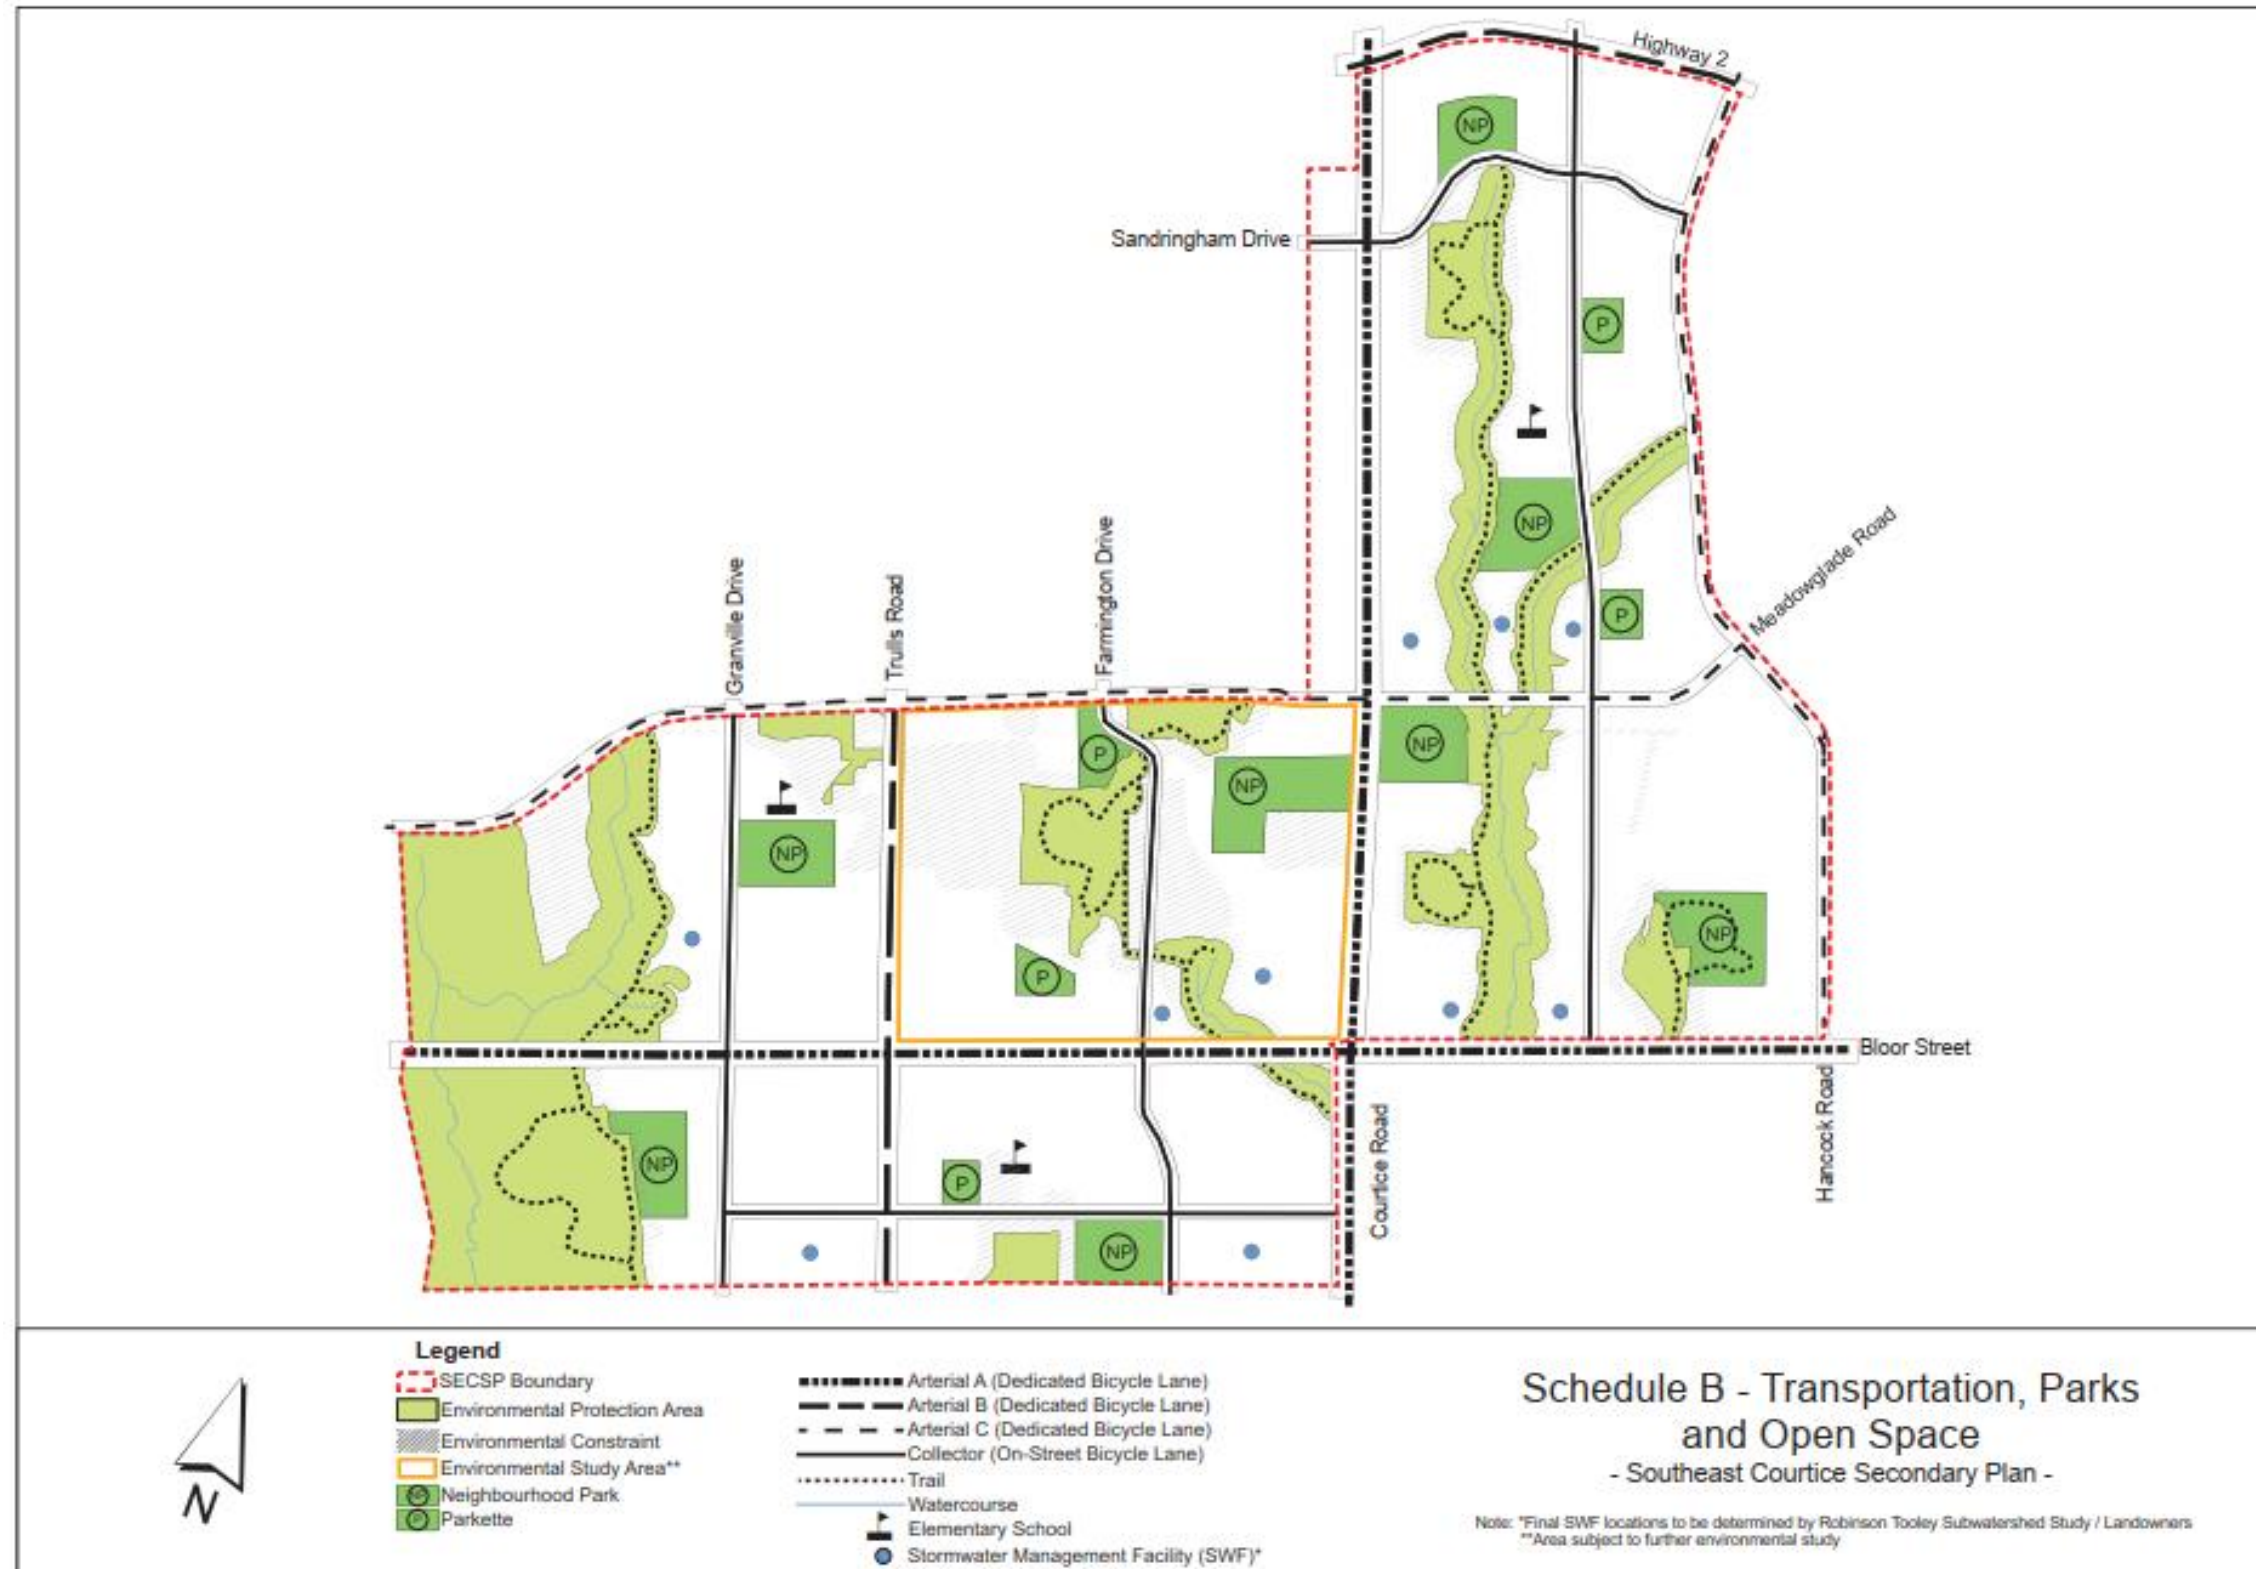 Highway 2
NP
Sandringham Drive
P
NP
Meadowglade Road
Farmington Drive
Granville Drive
Trulls Road
P
NP
P
NP
NP
NP
P
Bloor Street
Hancock Road
Courtice Road
NP
P
NP
Legend
SECSP Boundary
Environmental Protection Area
Environmental Constraint
Environmental Study Area**
NP Neighbourhood Park
P Parkette
Arterial A (Dedicated Bicycle Lane)
Arterial B (Dedicated Bicycle Lane)
Arterial C (Dedicated Bicycle Lane)
Collector (On-Street Bicycle Lane)
Trail
Watercourse
Elementary School
Stormwater Management Facility (SWF)*
N
Schedule B - Transportation, Parks
and Open Space
- Southeast Courtice Secondary Plan -
Note: *Final SWF locations to be determined by Robinson Tooley Subwatershed Study / Landowners
**Area subject to further environmental study